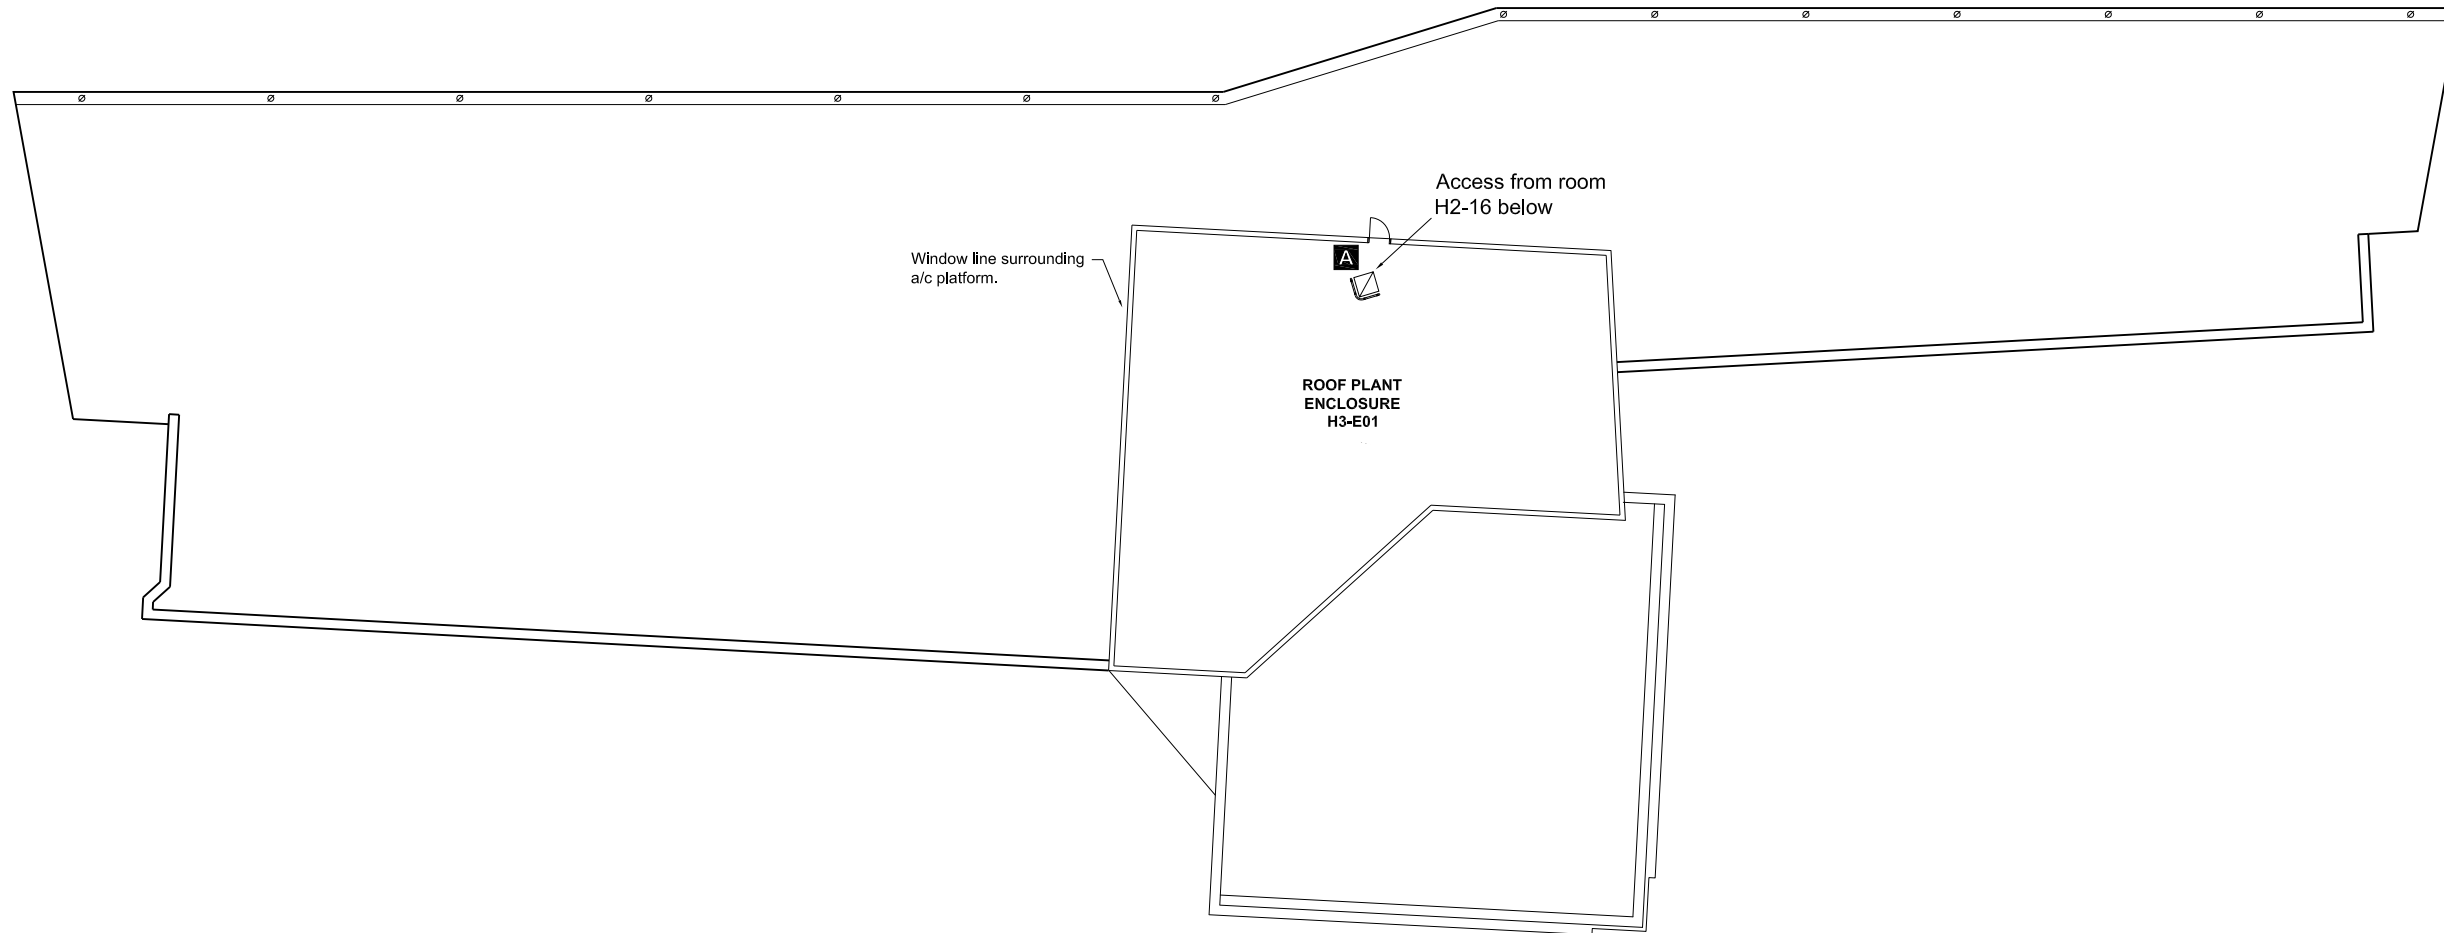 Access from room
H2-16 below
Window line surrounding
a/c platform.
A
ROOF PLANT
ENCLOSURE
H3-E01